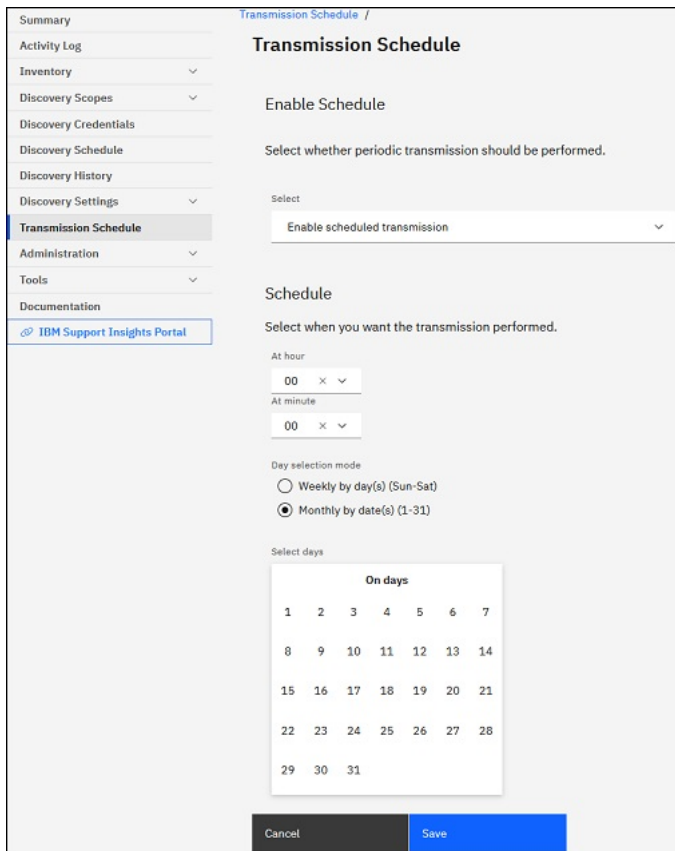 Summary
Activity Log
Inventory
Discovery Scopes
Discovery Credentials
Discovery Schedule
Discovery History
Discovery Settings
Transmission Schedule
Administration
Tools
Documentation
IBM Support Insights Portal
Transmission Schedule /
Transmission Schedule
Enable Schedule
Select whether periodic transmission should be performed.
Select
Enable scheduled transmission
Schedule
Select when you want the transmission performed.
At hour
00
At minute
00
Day selection mode
Weekly by day(s) (Sun-Sat)
Monthly by date(s) (1-31)
Select days
On days
1 2 3 4 5 6 7
8 9 10 11 12 13 14
15 16 17 18 19 20 21
22 23 24 25 26 27 28
29 30 31
Cancel Save